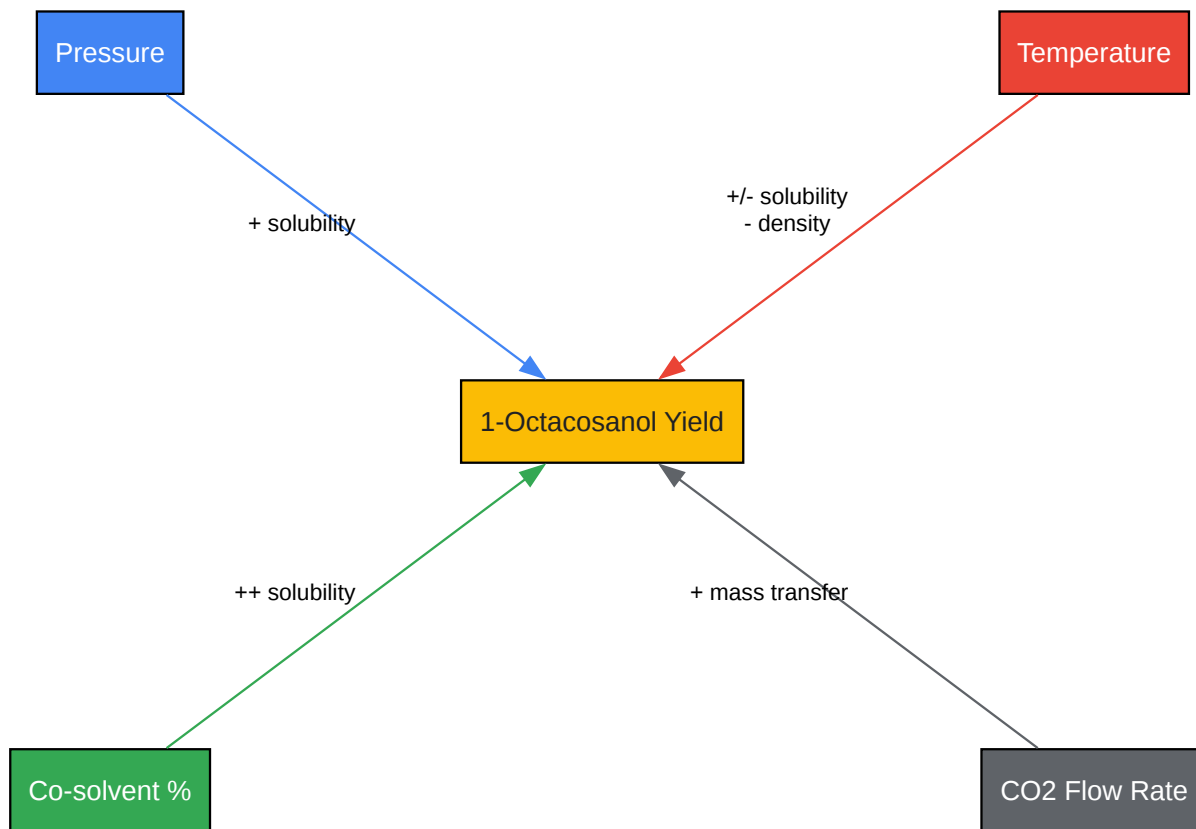 Pressure
Temperature
+ solubility
+/- solubility
- density
1-Octacosanol Yield
++ solubility
+ mass transfer
Co-solvent %
CO2 Flow Rate